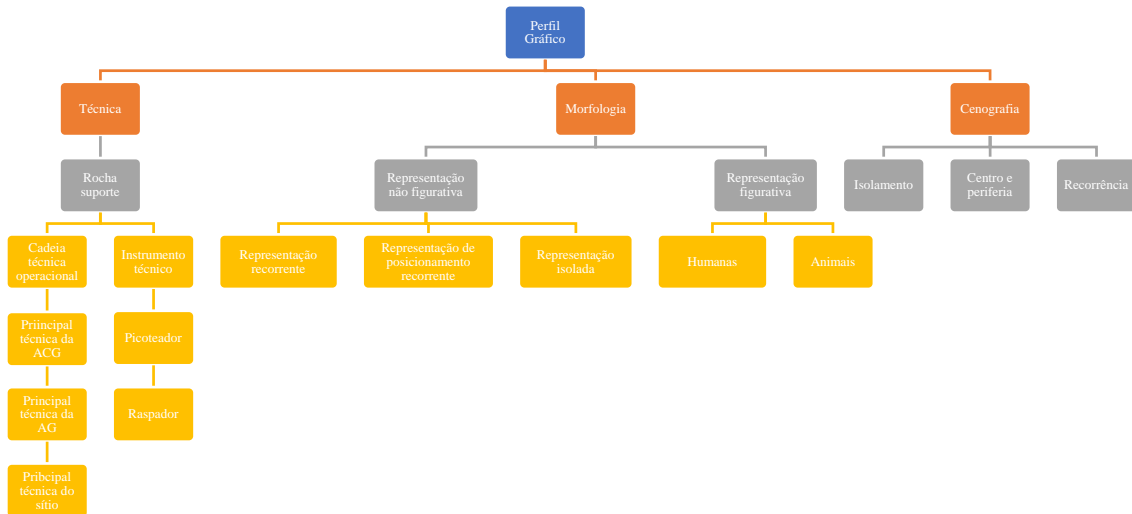 Perfil
Gráfico
Técnica
Morfologia
Cenografia
Rocha
suporte
Representação
não figurativa
Representação
figurativa
Isolamento
Centro e
periferia
Recorrência
Cadeia
técnica
operacional
Instrumento
técnico
Representação
recorrente
Representação de
posicionamento
recorrente
Representação
isolada
Humanas
Animais
Priincipal
técnica da
ACG
Picoteador
Principal
técnica da
AG
Raspador
Pribcipal
técnica do
sítio